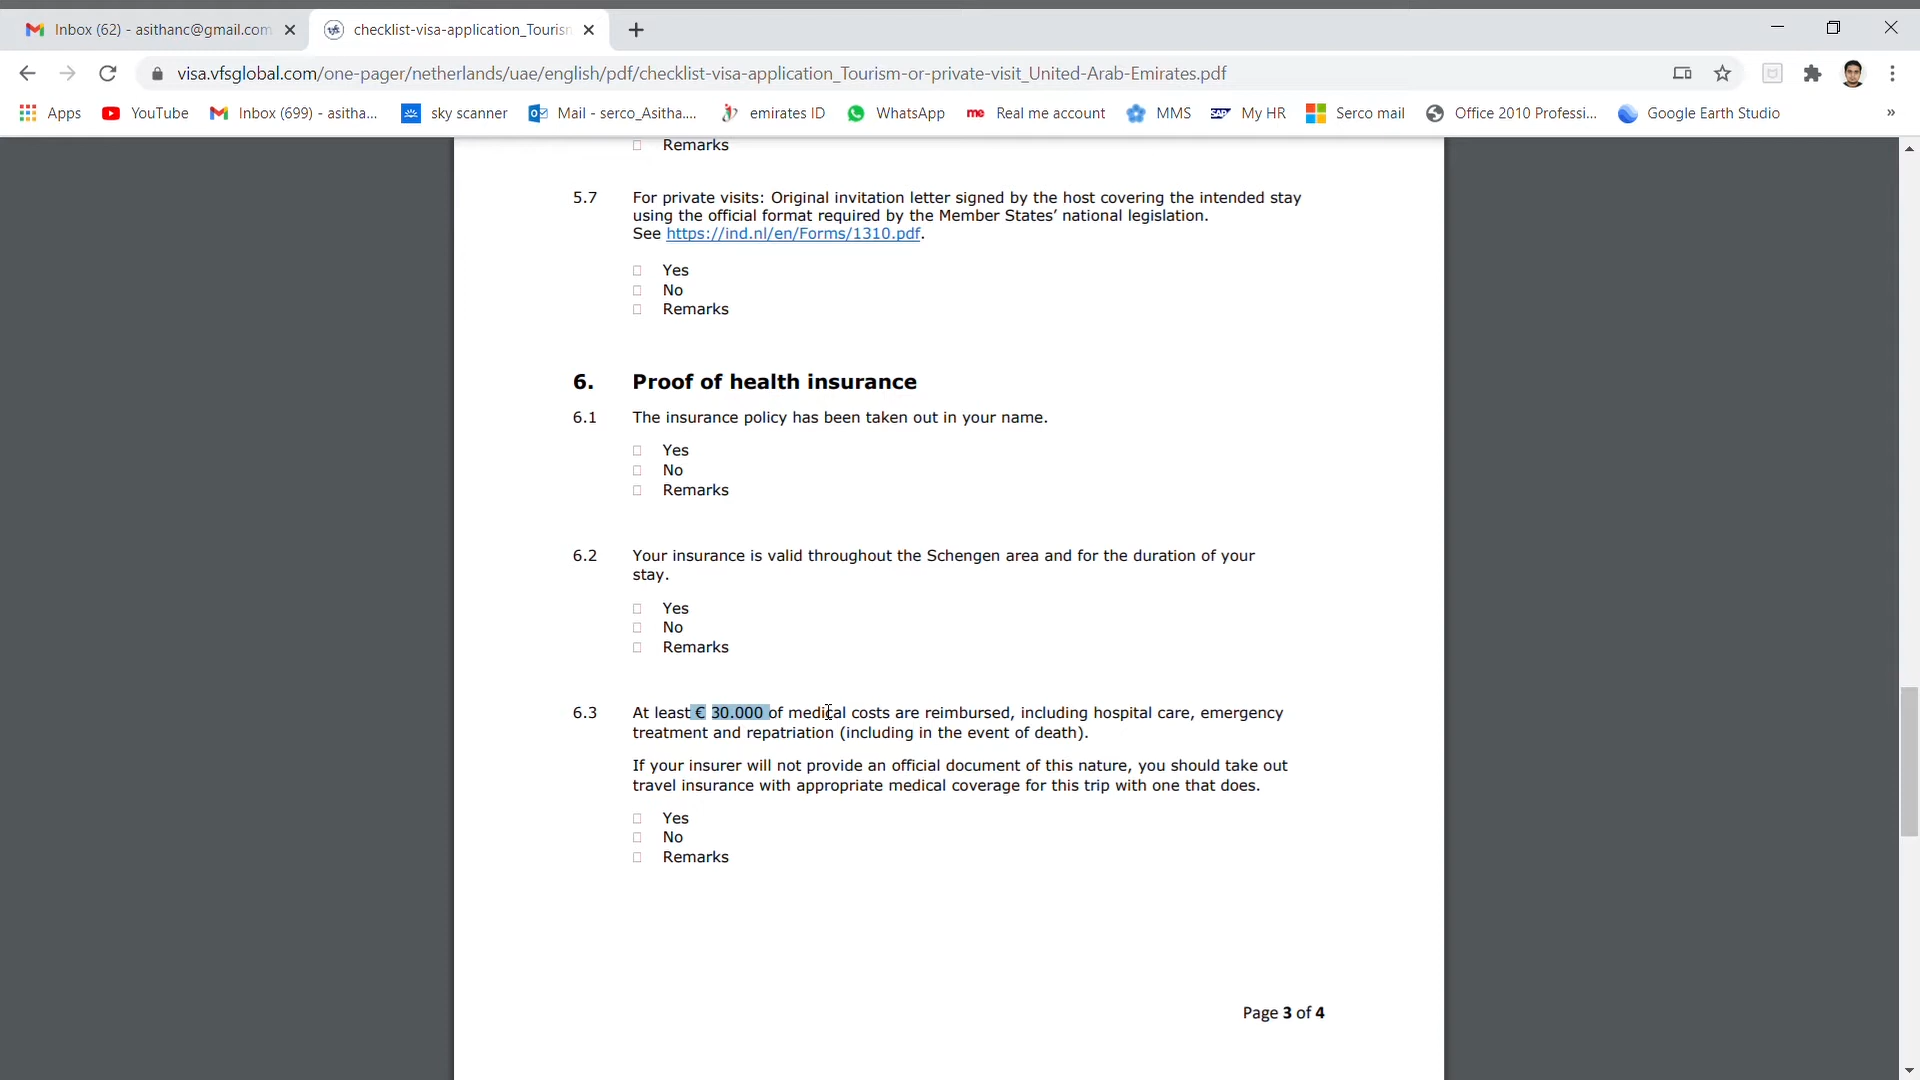 Inbox (62) - asithanc@gmail.com
checklist-visa-application_Tourism
visa.vfsglobal.com/one-pager/netherlands/uae/english/pdf/checklist-visa-application_Tourism-or-private-visit_United-Arab-Emirates.pdf
Apps YouTube Inbox (699) - asitha... sky scanner Mail - serco_Asitha.... emirates ID WhatsApp me Real me account MMS SAP My HR Serco mail Office 2010 Professi... Google Earth Studio »
Remarks
5.7 For private visits: Original invitation letter signed by the host covering the intended stay
using the official format required by the Member States’ national legislation.
See https://ind.nl/en/Forms/1310.pdf.
Yes
No
Remarks
6. Proof of health insurance
6.1 The insurance policy has been taken out in your name.
Yes
No
Remarks
6.2 Your insurance is valid throughout the Schengen area and for the duration of your
stay.
Yes
No
Remarks
6.3 At least € 30.000 of medical costs are reimbursed, including hospital care, emergency
treatment and repatriation (including in the event of death).
If your insurer will not provide an official document of this nature, you should take out
travel insurance with appropriate medical coverage for this trip with one that does.
Yes
No
Remarks
Page 3 of 4